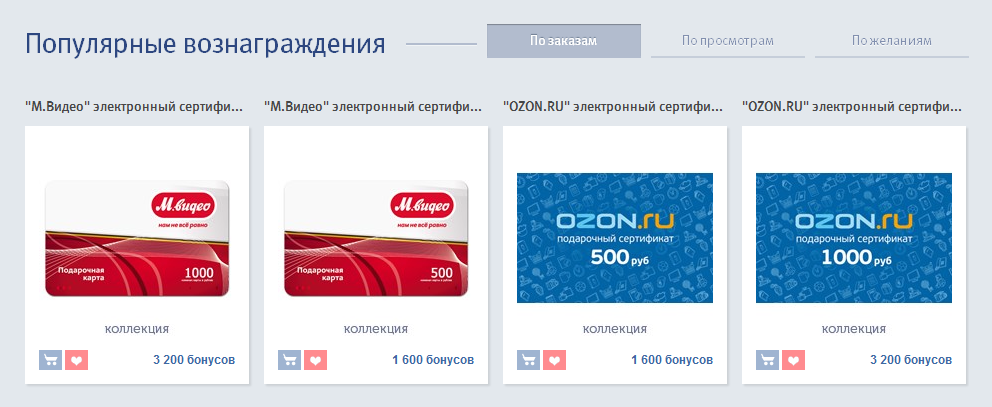 Популярные вознаграждения
По заказам
По просмотрам
По желаниям
"М.Видео" электронный сертифи...
"М.Видео" электронный сертифи...
"OZON.RU" электронный сертифи...
"OZON.RU" электронный сертифи...
М.видео
нам не всё равно
Подарочная
карта
1000
М.видео
нам не всё равно
Подарочная
карта
500
OZON.ru
подарочный сертификат
500 руб
OZON.ru
подарочный сертификат
1000 руб
коллекция
коллекция
коллекция
коллекция
3 200 бонусов
1 600 бонусов
1 600 бонусов
3 200 бонусов